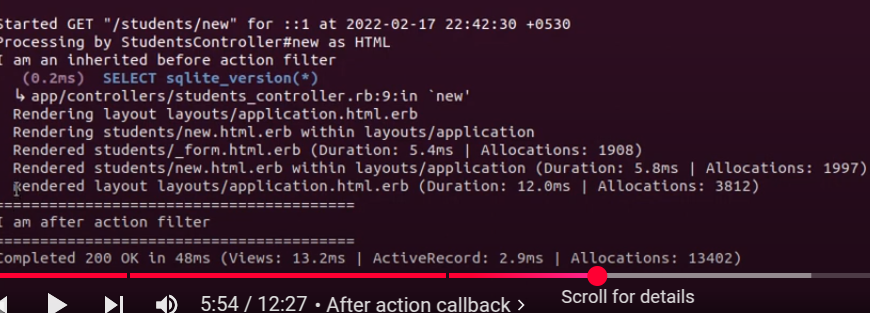 Started GET "/students/new" for ::1 at 2022-02-17 22:42:30 +0530
Processing by StudentsController#new as HTML
I am an inherited before action filter
(0.2ms) SELECT sqlite_version(*)
↳ app/controllers/students_controller.rb:9:in `new'
Rendering layout layouts/application.html.erb
Rendering students/new.html.erb within layouts/application
Rendered students/_form.html.erb (Duration: 5.4ms | Allocations: 1908)
Rendered students/new.html.erb within layouts/application (Duration: 5.8ms | Allocations: 1997)
Rendered layout layouts/application.html.erb (Duration: 12.0ms | Allocations: 3812)
========================================
I am after action filter
========================================
Completed 200 OK in 48ms (Views: 13.2ms | ActiveRecord: 2.9ms | Allocations: 13402)
5:54 / 12:27 • After action callback >
Scroll for details